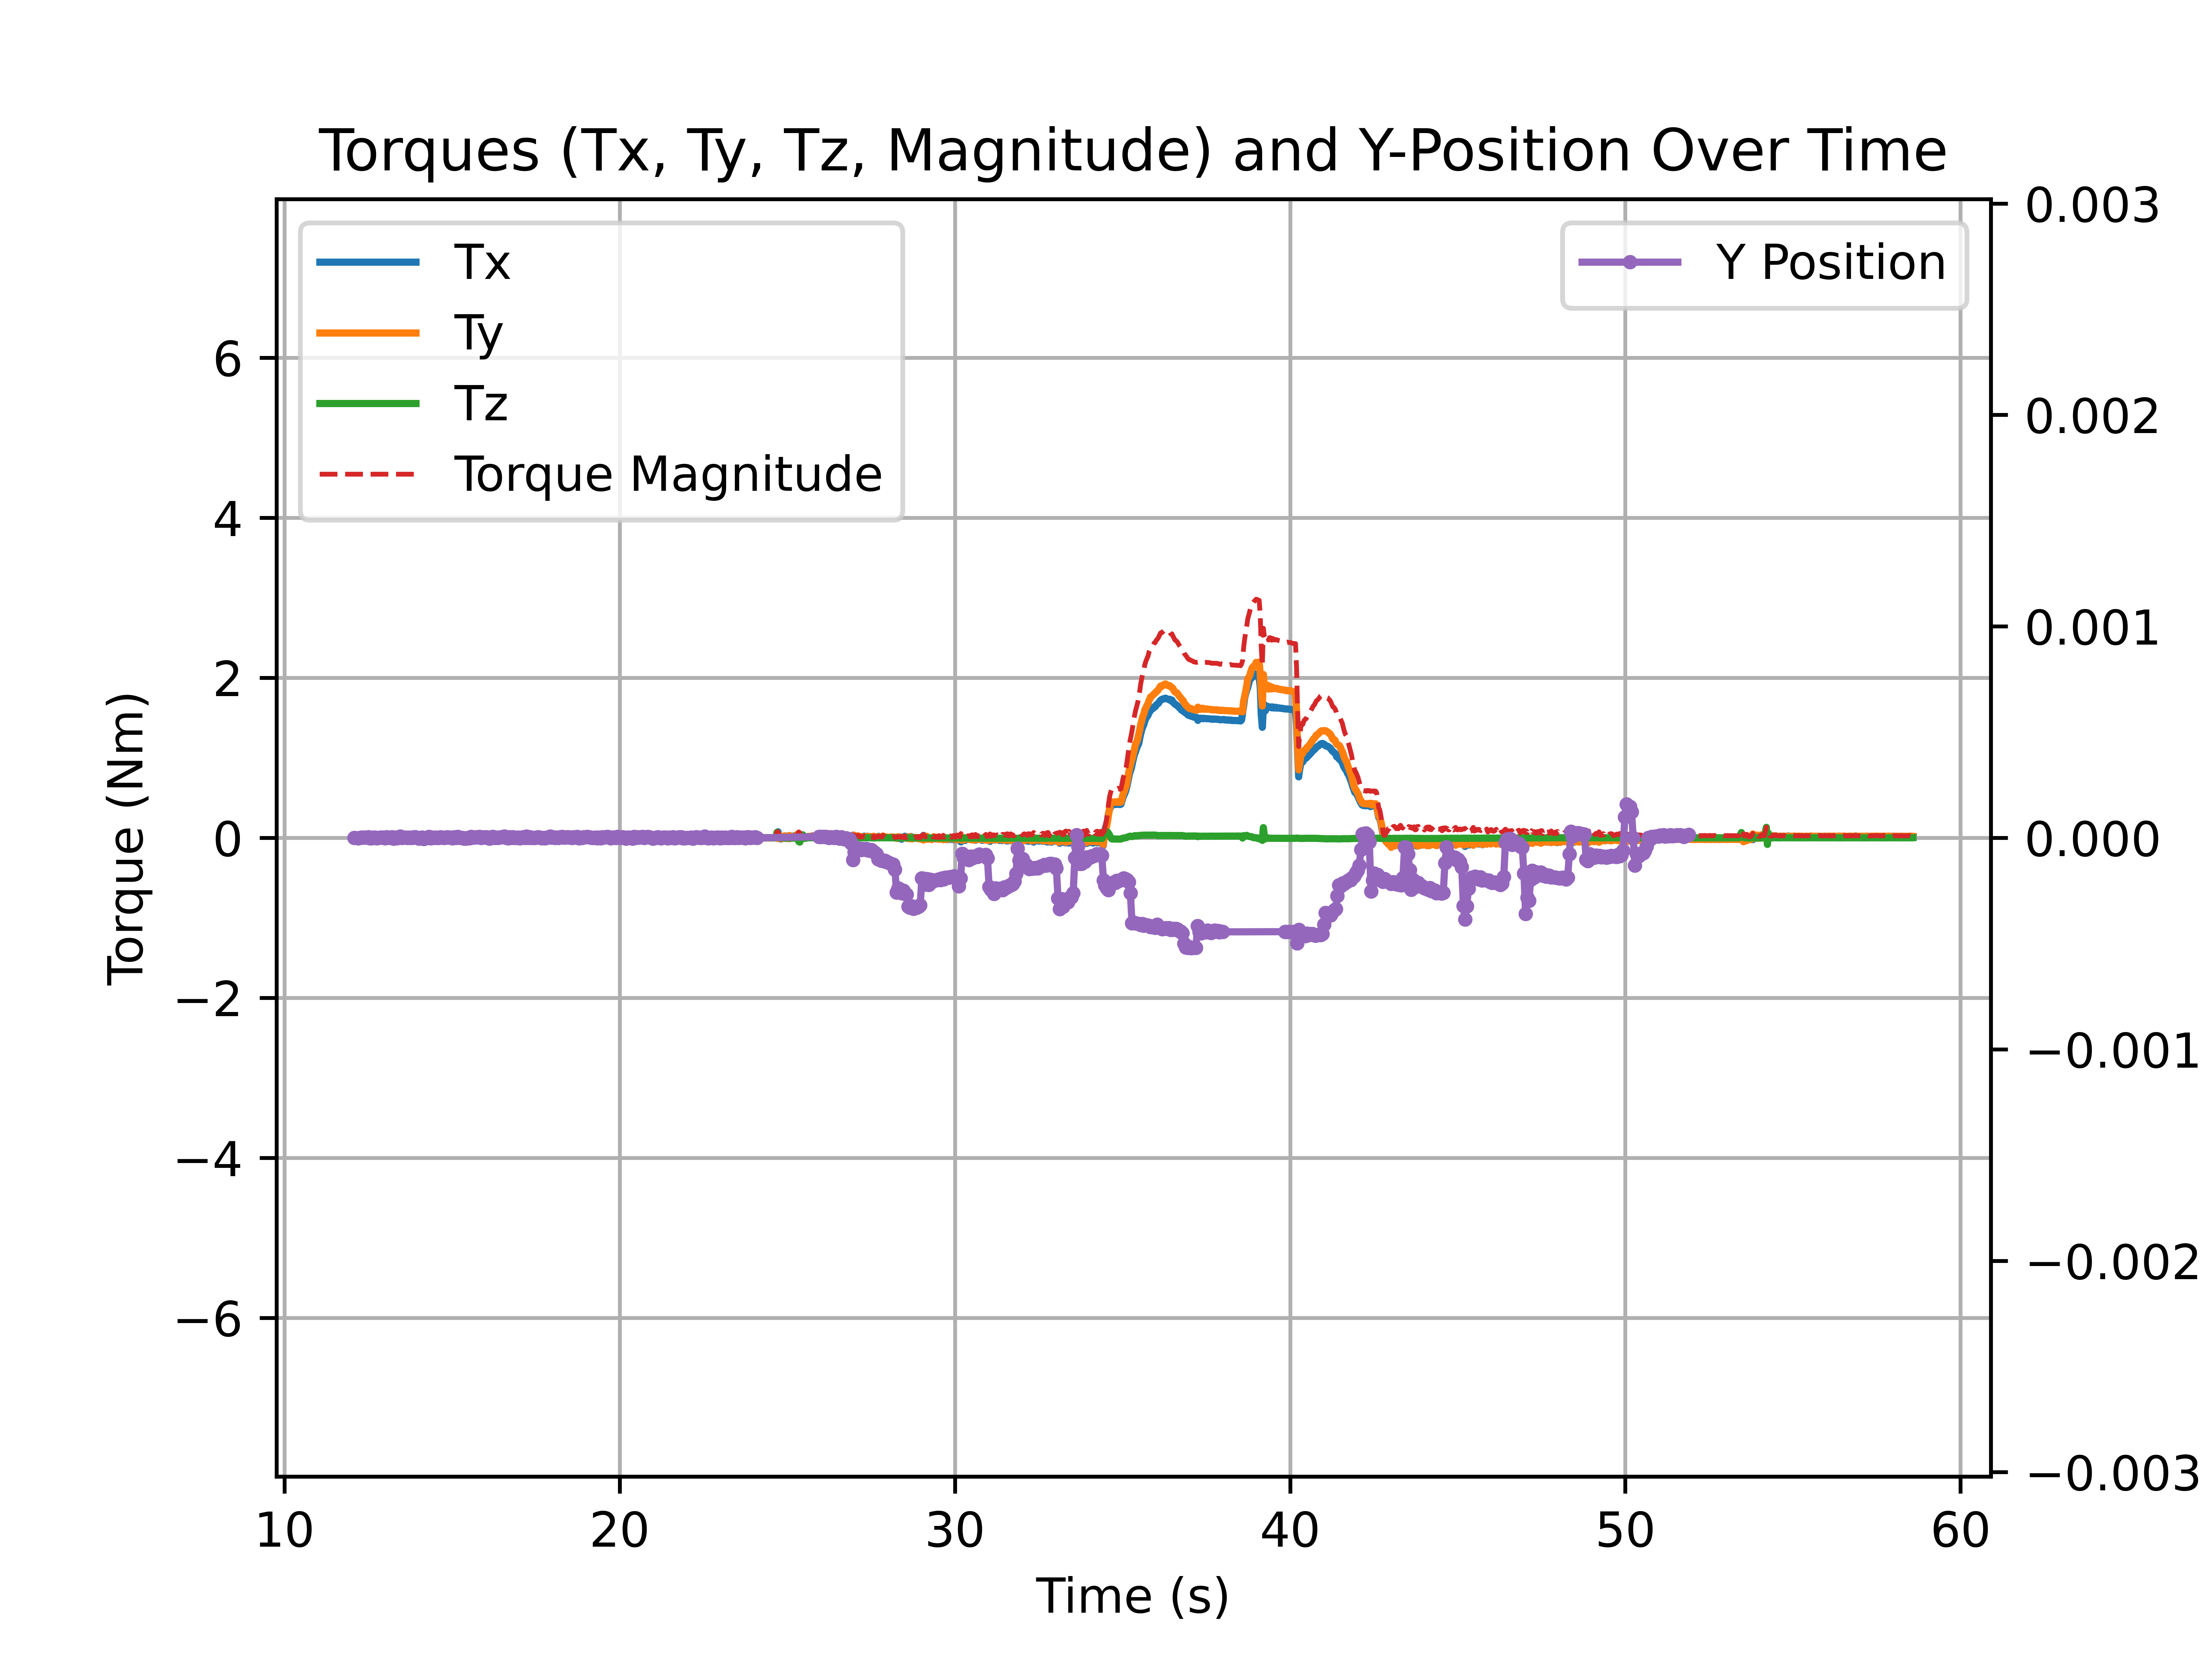 Torques (Tx, Ty, Tz, Magnitude) and Y-Position Over Time
Tx
Ty
Tz
Torque Magnitude
Y Position
Torque (Nm)
6
4
2
0
−2
−4
−6
0.003
0.002
0.001
0.000
−0.001
−0.002
−0.003
10 20 30 40 50 60
Time (s)